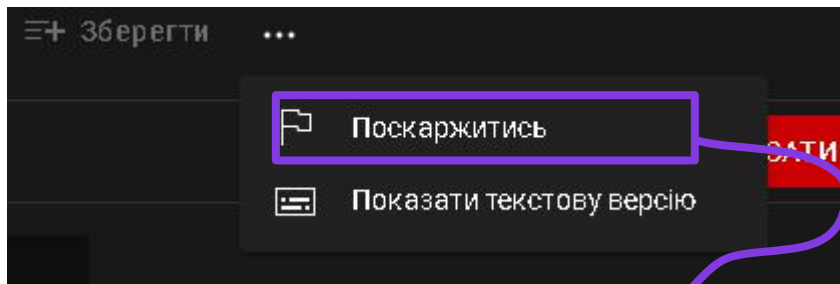 Зберегти
Поскаржитись
Показати текстову версію